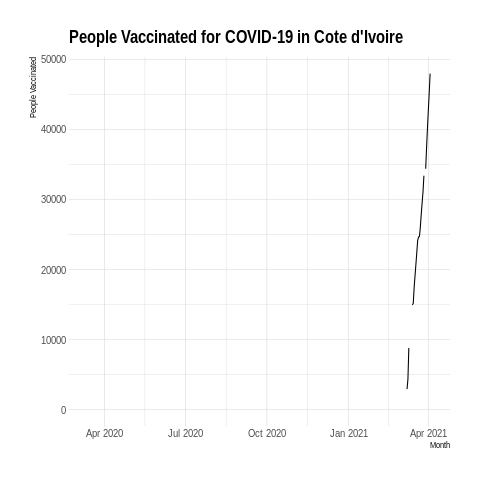 People Vaccinated for COVID-19 in Cote d'Ivoire
People Vaccinated
50000
40000
30000
20000
10000
0
Apr 2020 Jul 2020 Oct 2020 Jan 2021 Apr 2021
Month